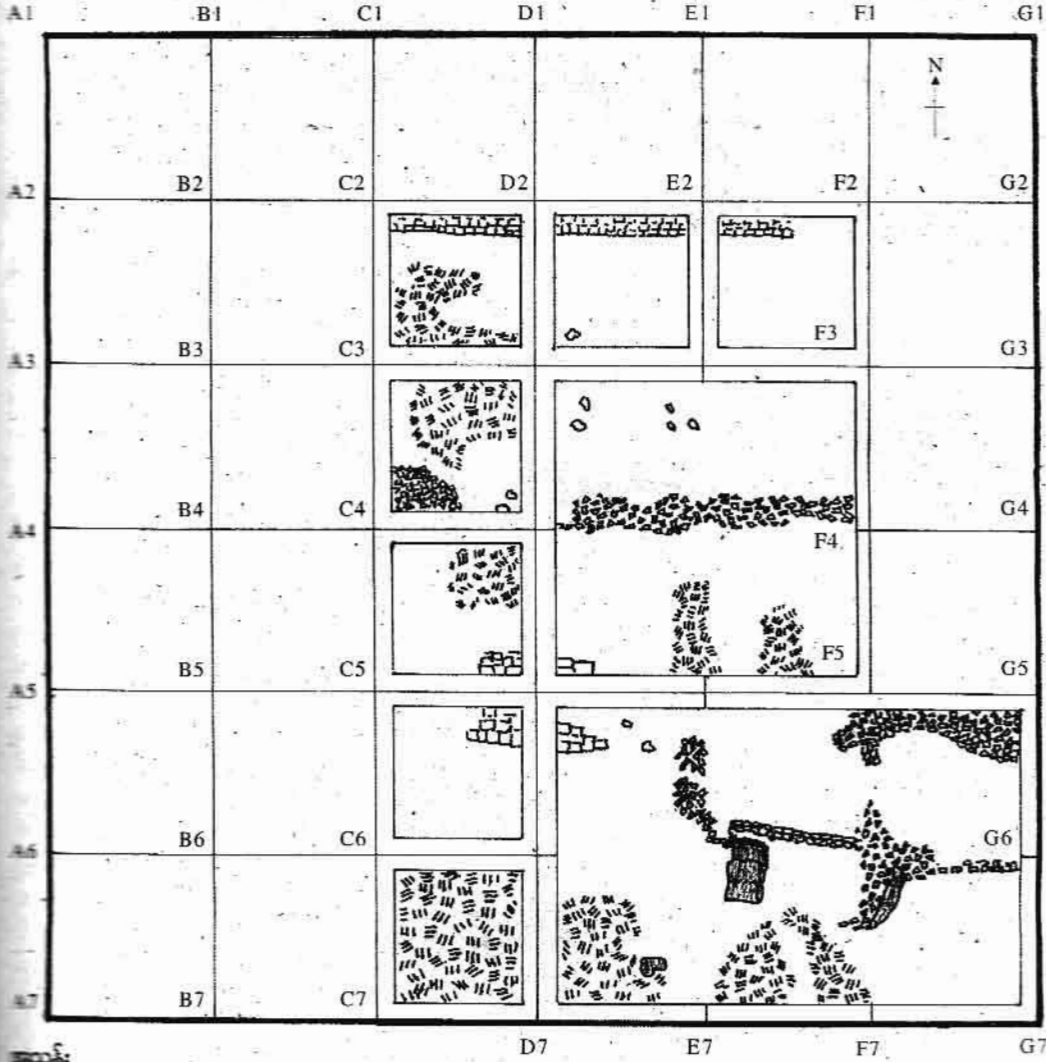 A1 B1 C1 D1 E1 F1 G1
N
A2 B2 C2 D2 E2 F2 G2
A3 B3 C3 F3 G3
A4 B4 C4 F4 G4
A5 B5 C5 F5 G5
A6 B6 C6 G6
A7 B7 C7
D7 E7 F7 G7